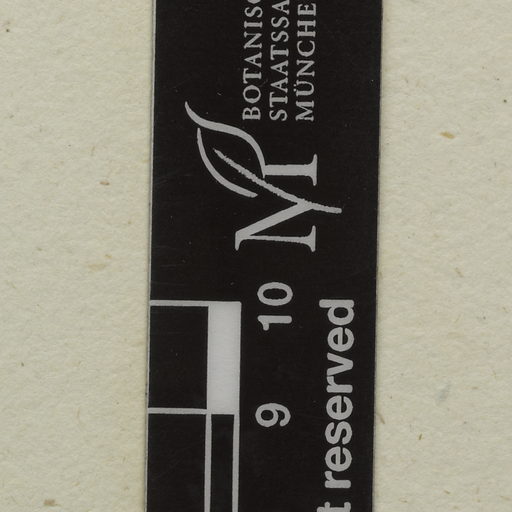 BOTANISC
STAATSSA
MÜNCHE
M
9 10
t reserved